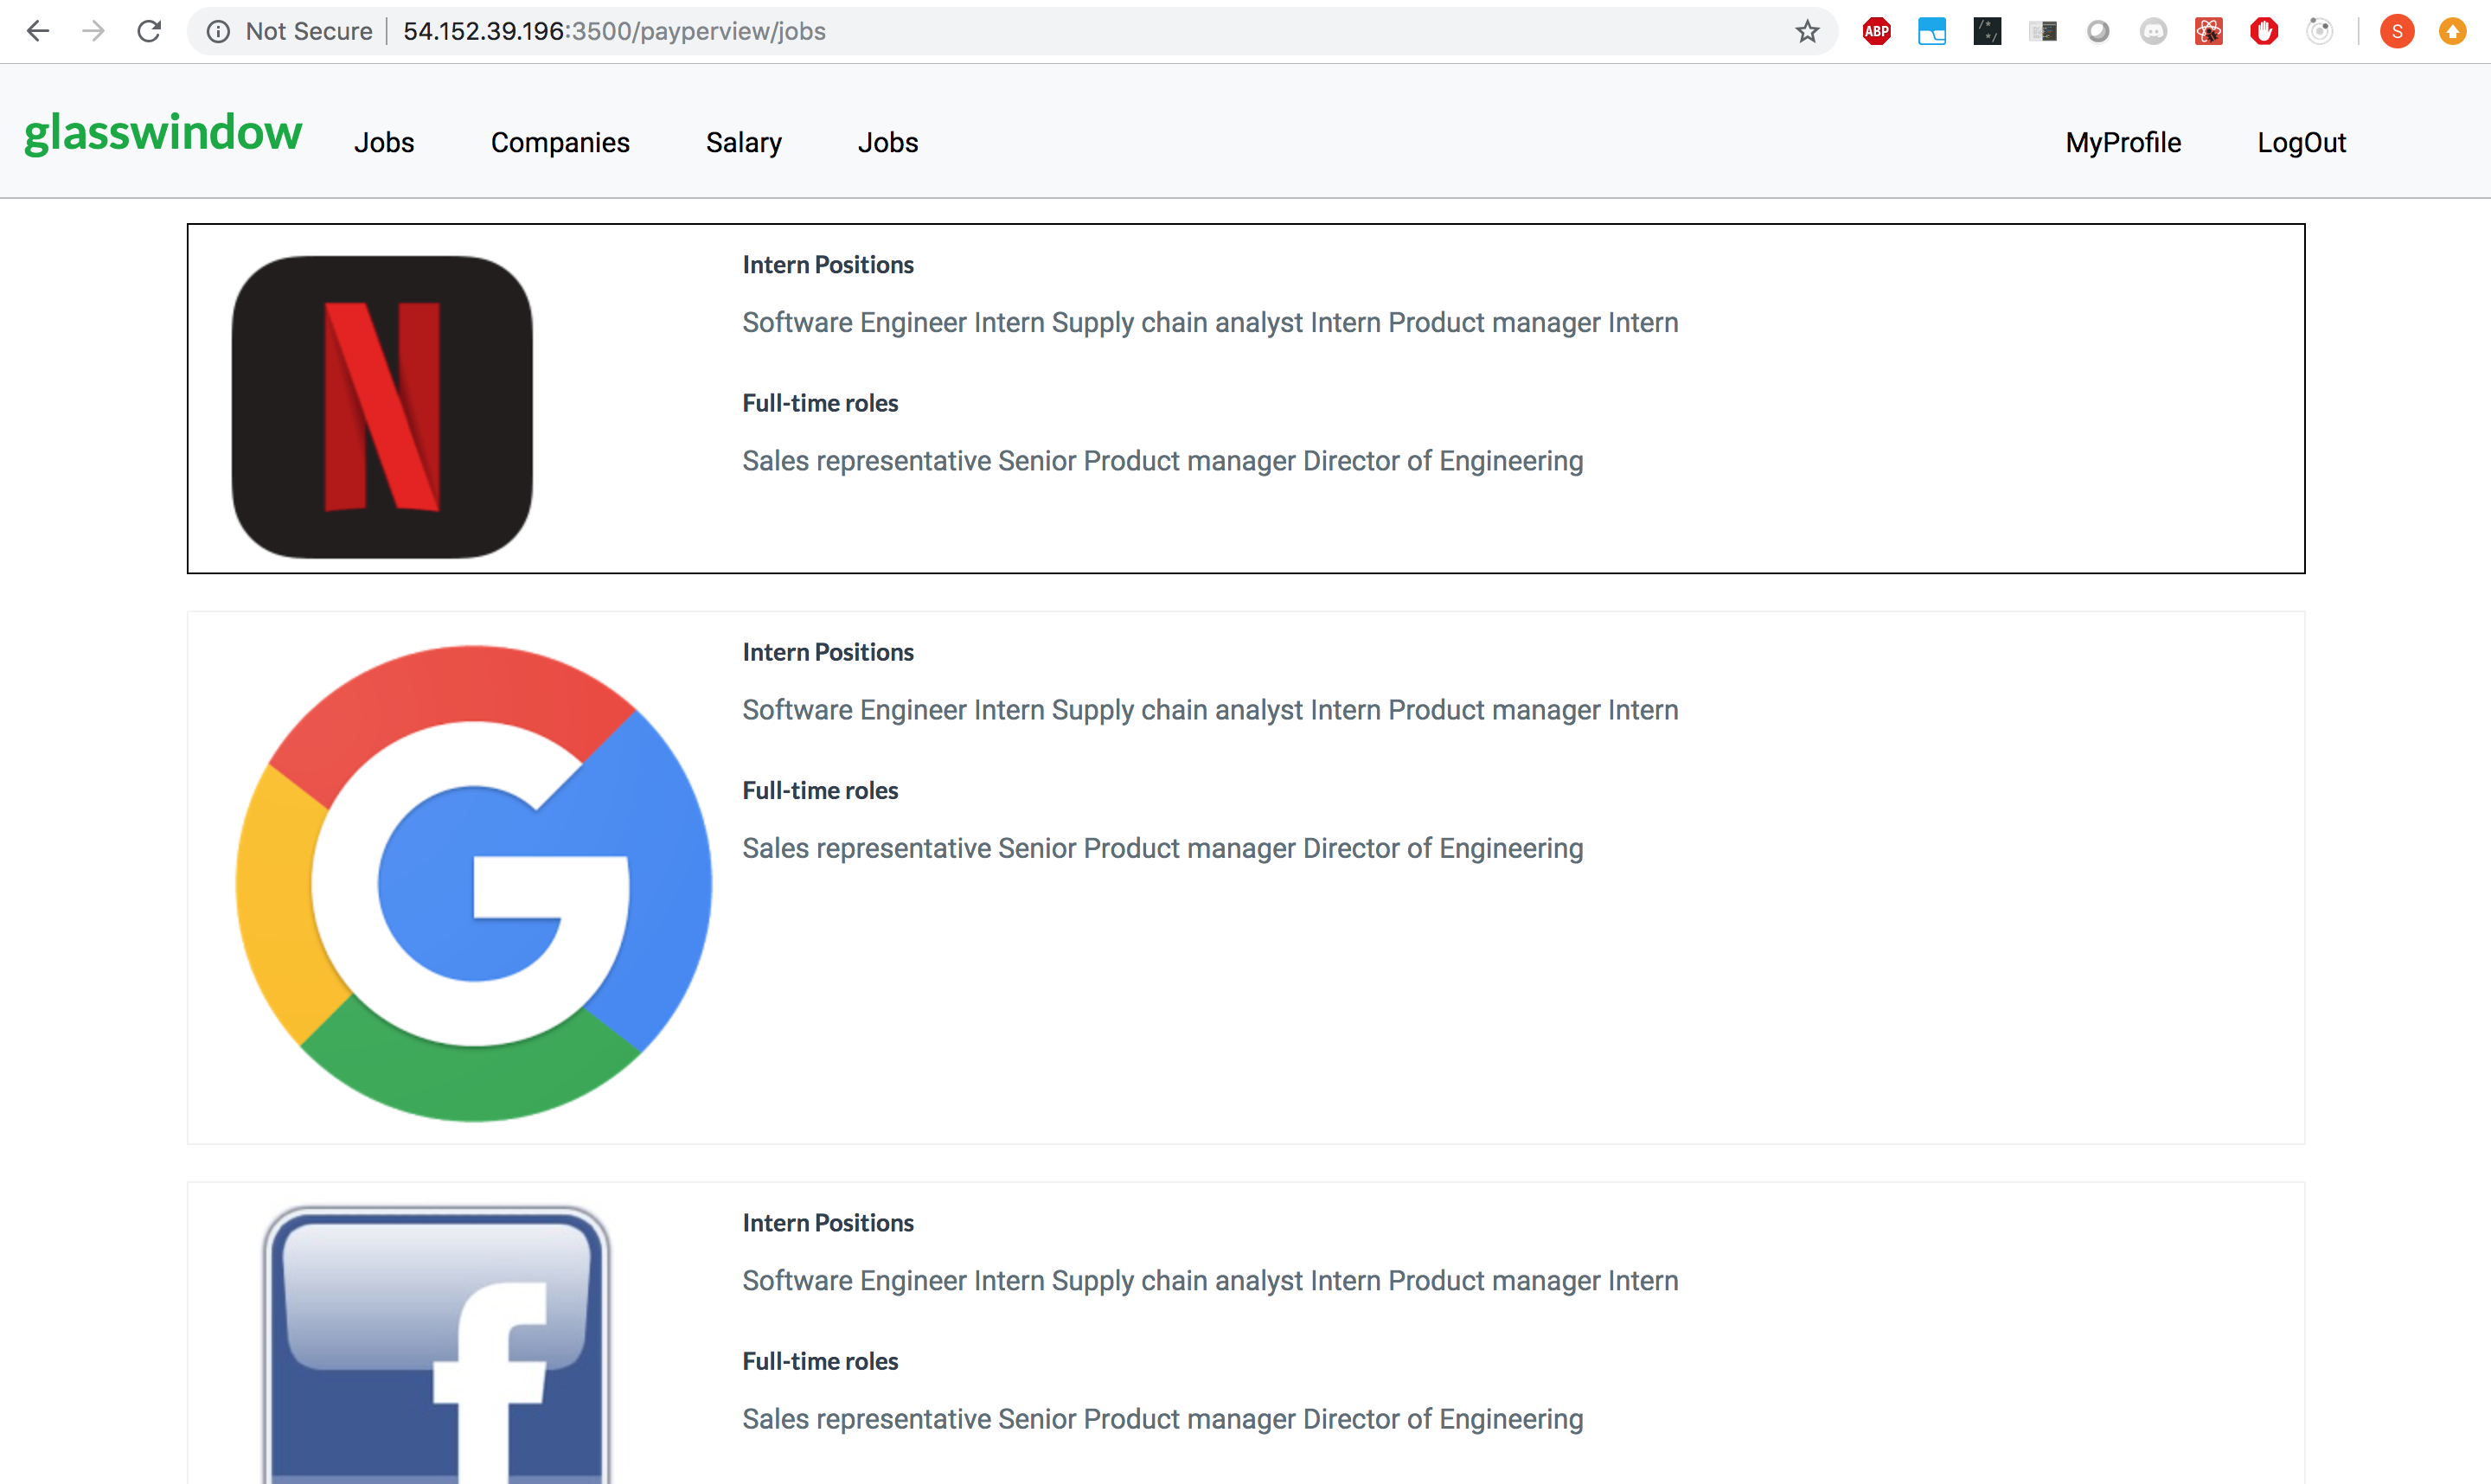 Not Secure 54.152.39.196:3500/payperview/jobs
ABP
/*
*/
S
glasswindow Jobs Companies Salary Jobs MyProfile LogOut
N
Intern Positions
Software Engineer Intern Supply chain analyst Intern Product manager Intern
Full-time roles
Sales representative Senior Product manager Director of Engineering
G
Intern Positions
Software Engineer Intern Supply chain analyst Intern Product manager Intern
Full-time roles
Sales representative Senior Product manager Director of Engineering
f
Intern Positions
Software Engineer Intern Supply chain analyst Intern Product manager Intern
Full-time roles
Sales representative Senior Product manager Director of Engineering